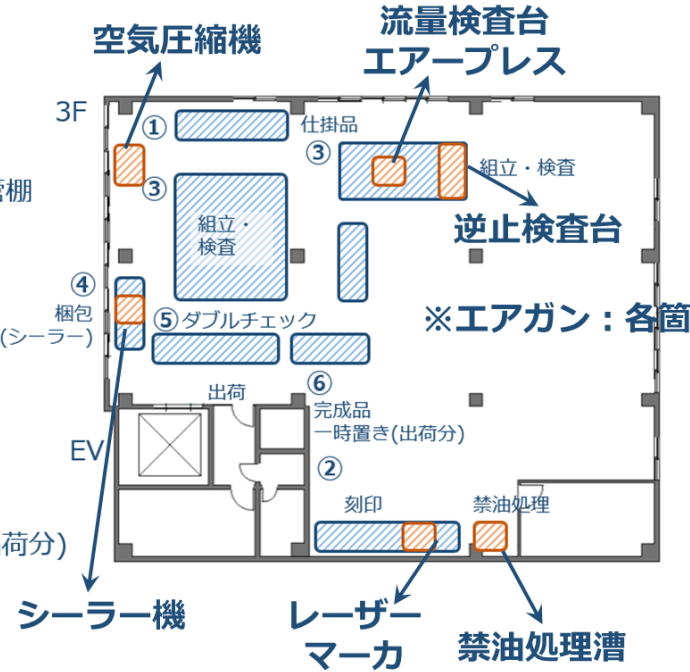 流量検査台
エアープレス
空気圧縮機
3F
①
仕掛品
③
組立・検査
③
管棚
組立・
検査
逆止検査台
④
梱包
(シーラー)
⑤ダブルチェック
※エアガン：各箇
⑥
出荷
完成品
一時置き(出荷分)
EV
②
刻印
禁油処理
荷分)
シーラー機
レーザー
マーカ
禁油処理漕